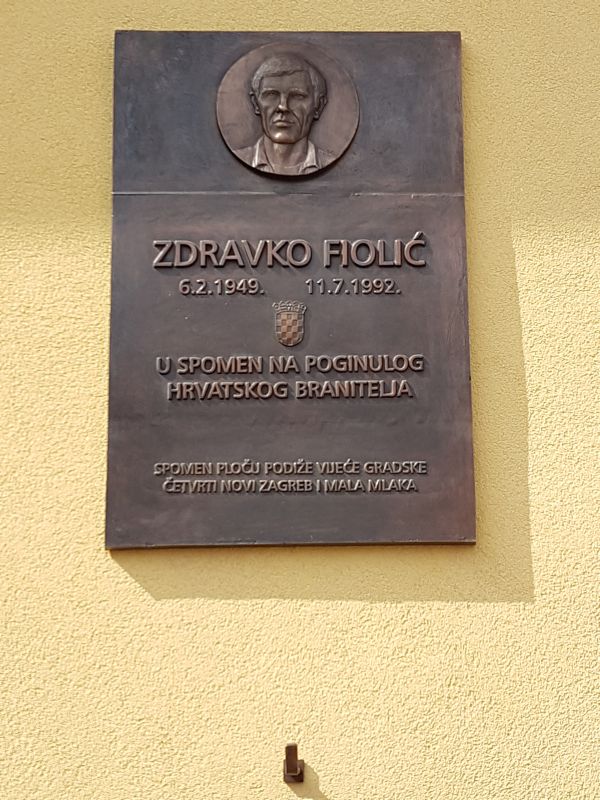 ZDRAVKO FIOLIĆ
6.2.1949. 11.7.1992.
U SPOMEN NA POGINULOG
HRVATSKOG BRANITELJA
SPOMEN PLOČU PODIŽE VIJEĆE GRADSKE
ČETVRTI NOVI ZAGREB I MALA MLAKA